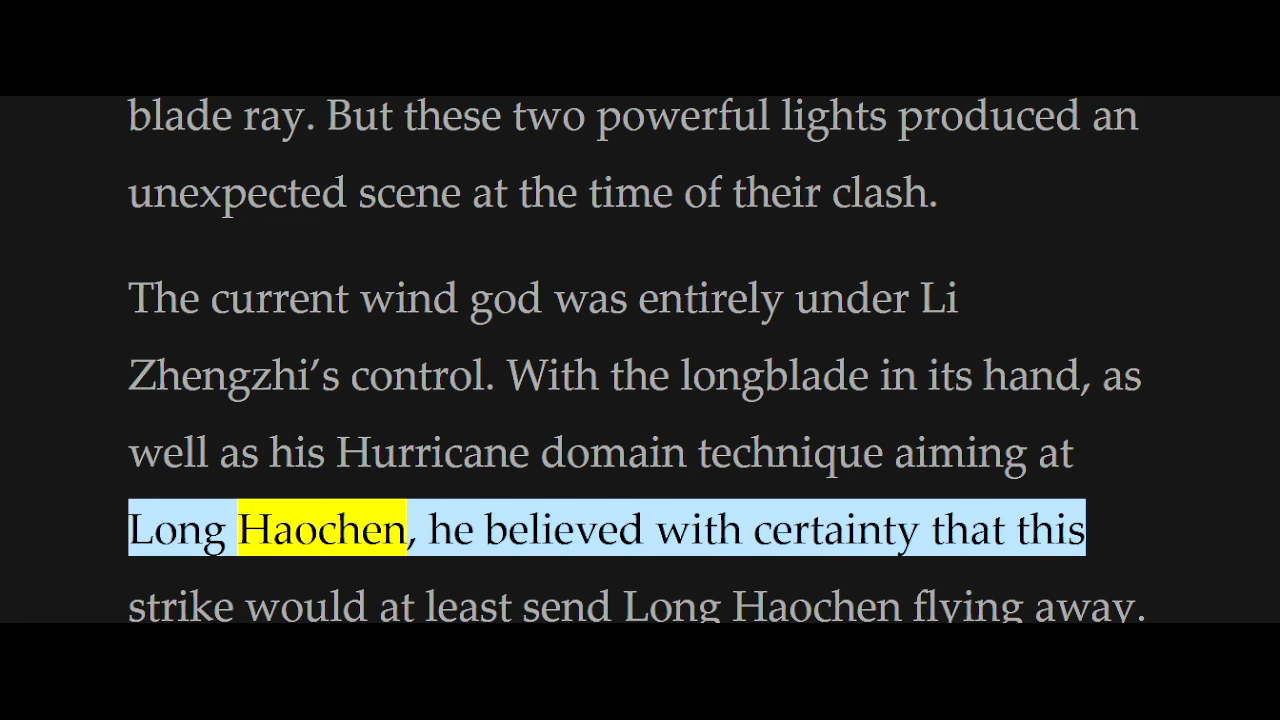 blade ray. But these two powerful lights produced an
unexpected scene at the time of their clash.
The current wind god was entirely under Li
Zhengzhi’s control. With the longblade in its hand, as
well as his Hurricane domain technique aiming at
Long Haochen, he believed with certainty that this
strike would at least send Long Haochen flying away.